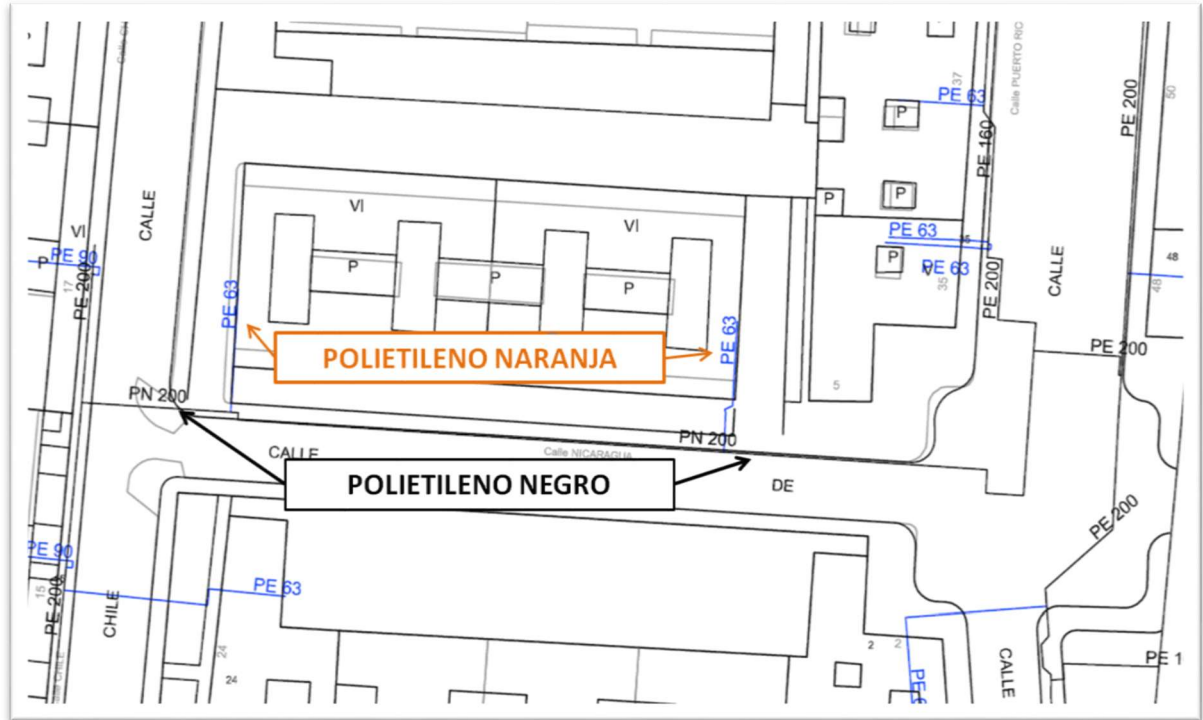 Calle PUERTO RIC
37
PE 63
50
PE 200
P
PE 160
P
P
VI
VI
CALLE
VI
PE 63
35
CALLE
48
P
PE 90
P
P
P
P
PE 63
17
PE 200
PE 63
35
PE 200
48
PE 63
POLIETILENO NARANJA
PE 200
5
PN 200
PN 200
CALLE
Calle NICARAGUA
POLIETILENO NEGRO
DE
PE 200
PE 90
PE 63
15
PE 200
CHILE
24
24
2
2
CALLE
PE 1